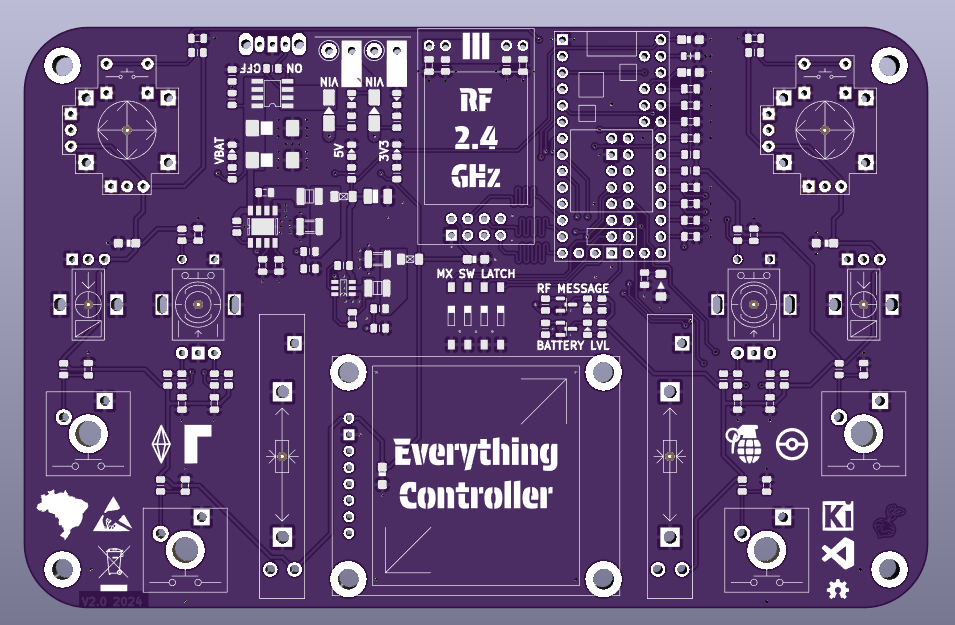 OFF
ON
VIN
VIN
RF
2.4
GHz
VBAT
5V
3V3
MX SW LATCH
RF MESSAGE
BATTERY LVL
Everything
Controller
Ki
V2.0 2024